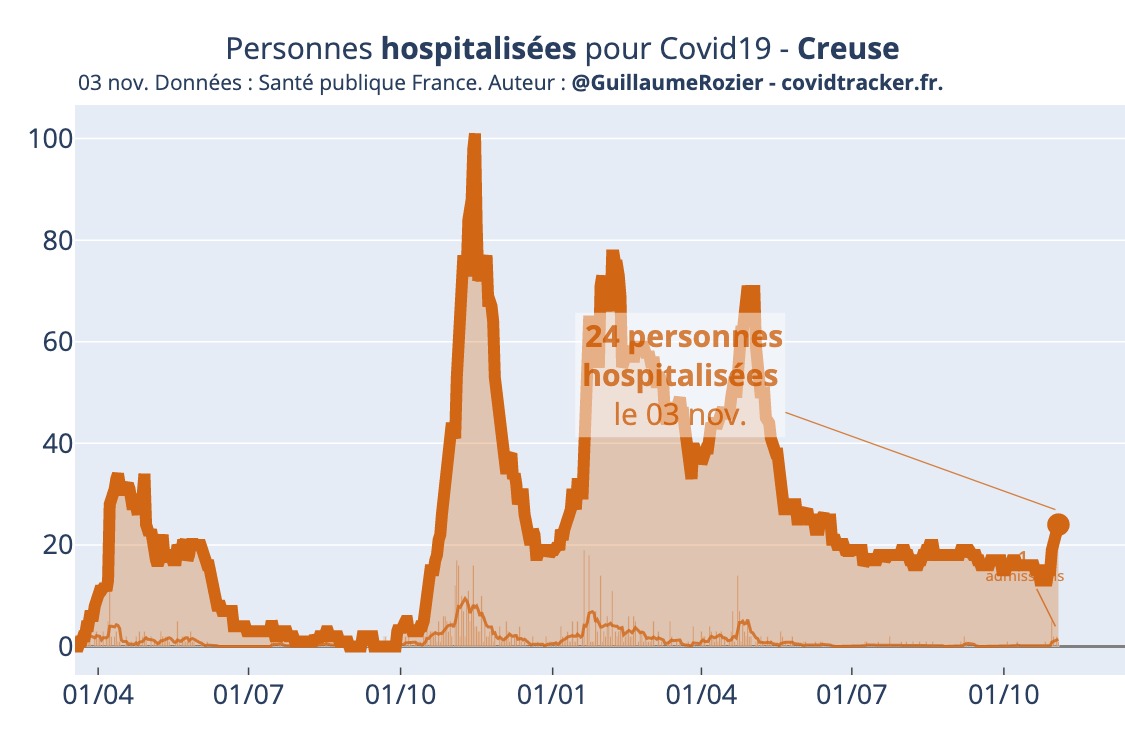 Personnes hospitalisées pour Covid19 - Creuse
03 nov. Données : Santé publique France. Auteur : @GuillaumeRozier - covidtracker.fr.
100
80
60
40
20
0
24 personnes
hospitalisées
le 03 nov.
1
admissions
01/04 01/07 01/10 01/01 01/04 01/07 01/10